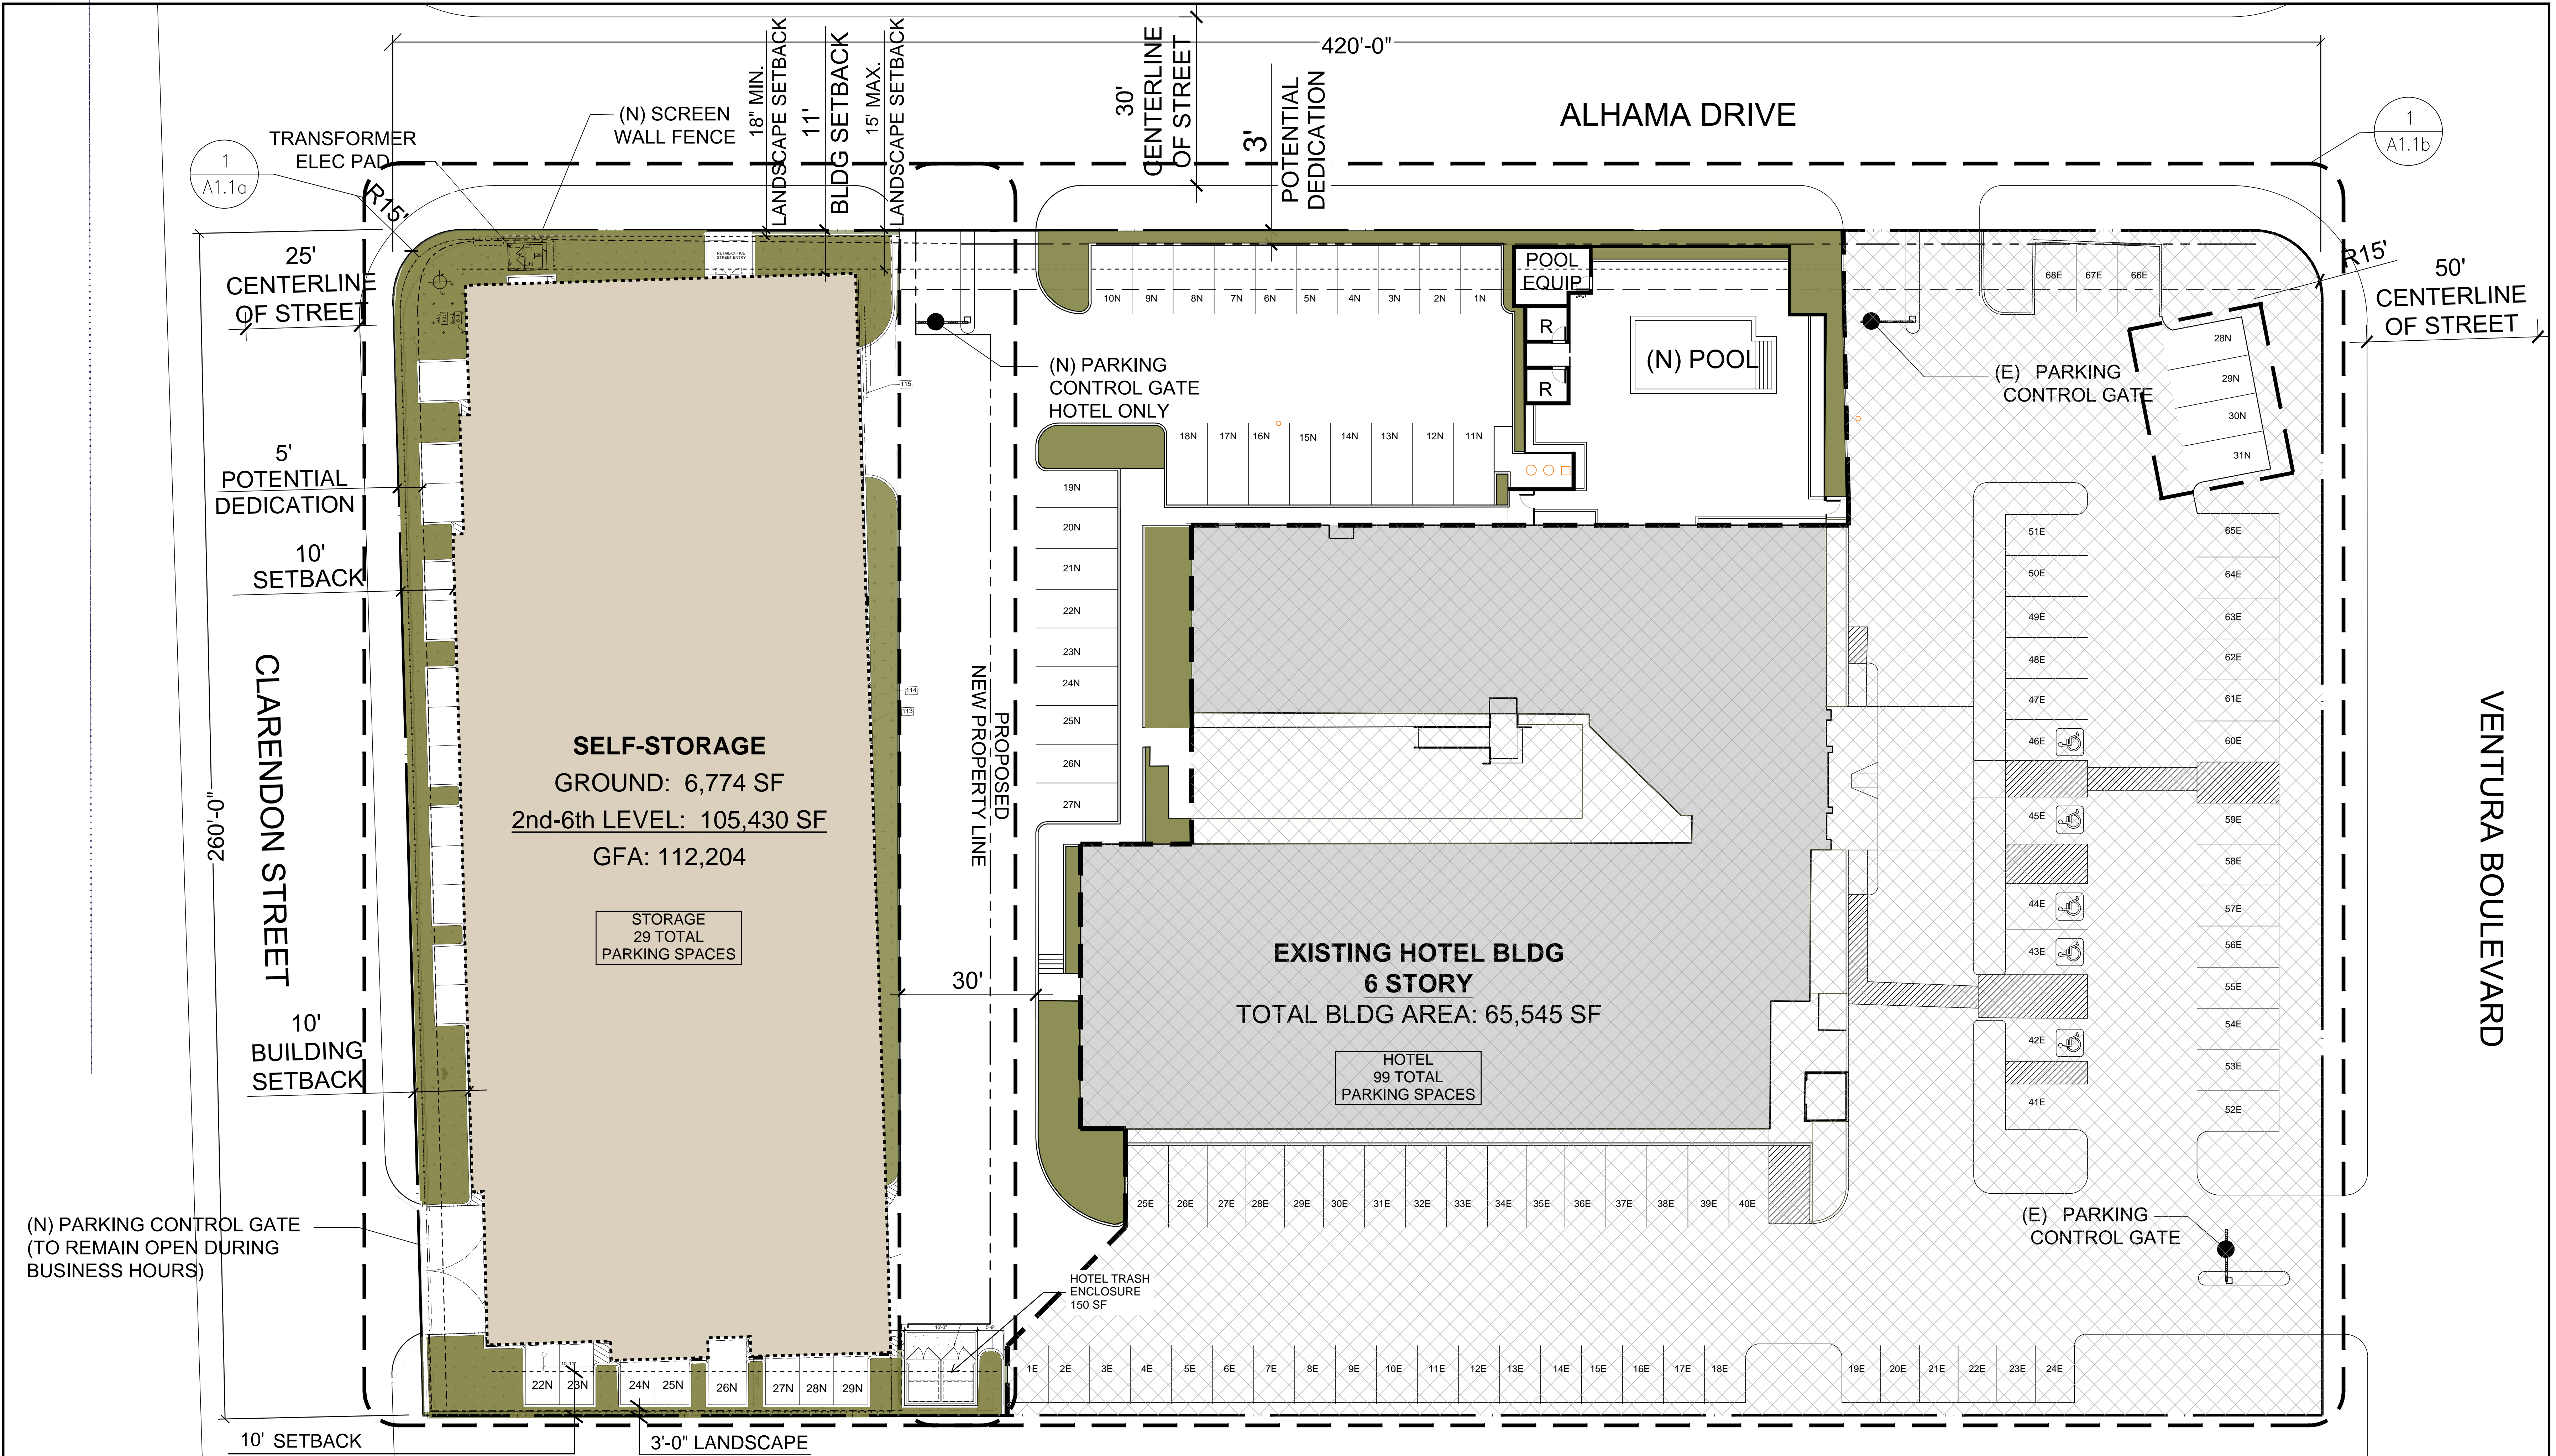 420'-0"
ALHAMA DRIVE
1
A1.1a
TRANSFORMER
ELEC PAD
(N) SCREEN
WALL FENCE
18" MIN.
LANDSCAPE SETBACK
11'
BLDG SETBACK
15' MAX.
LANDSCAPE SETBACK
30'
CENTERLINE
OF STREET
3'
POTENTIAL
DEDICATION
1
A1.1b
R15'
R15'
25'
CENTERLINE
OF STREET
50'
CENTERLINE
OF STREET
RETAIL/OFFICE
STREET ENTRY
10N
9N
8N
7N
6N
5N
4N
3N
2N
1N
POOL
EQUIP
R
R
(N) POOL
68E
67E
66E
28N
29N
30N
31N
(N) PARKING
CONTROL GATE
HOTEL ONLY
(E) PARKING
CONTROL GATE
115
18N
17N
16N
15N
14N
13N
12N
11N
5'
POTENTIAL
DEDICATION
10'
SETBACK
19N
20N
21N
22N
23N
24N
25N
26N
27N
51E
50E
49E
48E
47E
46E
45E
44E
43E
42E
41E
65E
64E
63E
62E
61E
60E
59E
58E
57E
56E
55E
54E
53E
52E
260'-0"
CLARENDON STREET
114
113
PROPOSED
NEW PROPERTY LINE
VENTURA BOULEVARD
SELF-STORAGE
GROUND: 6,774 SF
2nd-6th LEVEL: 105,430 SF
GFA: 112,204
STORAGE
29 TOTAL
PARKING SPACES
30'
EXISTING HOTEL BLDG
6 STORY
TOTAL BLDG AREA: 65,545 SF
HOTEL
99 TOTAL
PARKING SPACES
10'
BUILDING
SETBACK
(N) PARKING CONTROL GATE
(TO REMAIN OPEN DURING
BUSINESS HOURS)
25E
26E
27E
28E
29E
30E
31E
32E
33E
34E
35E
36E
37E
38E
39E
40E
(E) PARKING
CONTROL GATE
HOTEL TRASH
ENCLOSURE
150 SF
22N
23N
24N
25N
26N
27N
28N
29N
1E
2E
3E
4E
5E
6E
7E
8E
9E
10E
11E
12E
13E
14E
15E
16E
17E
18E
19E
20E
21E
22E
23E
24E
10' SETBACK
3'-0" LANDSCAPE